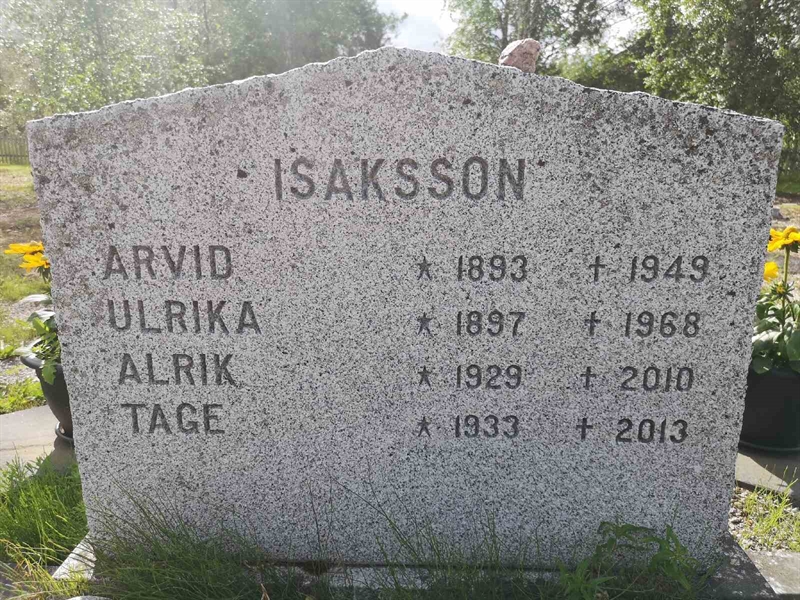 ISAKSSON
ARVID ★ 1893 † 1949
ULRIKA ★ 1897 † 1968
ALRIK ★ 1929 † 2010
TAGE ★ 1933 † 2013